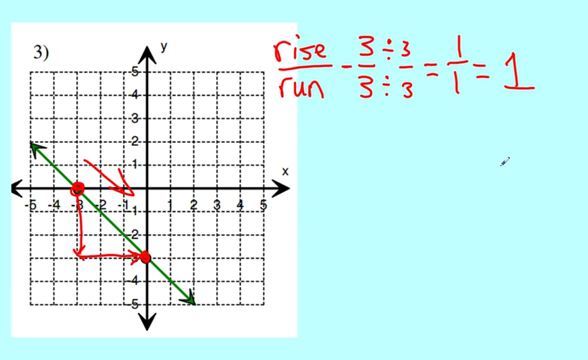 3)
y
rise 3 ÷ 3 1
— - — — = — = 1
run 3 ÷ 3 1
5
4
3
2
1
x
-5 -4 -3 -2 -1 1 2 3 4 5
-1
-2
-3
-4
-5